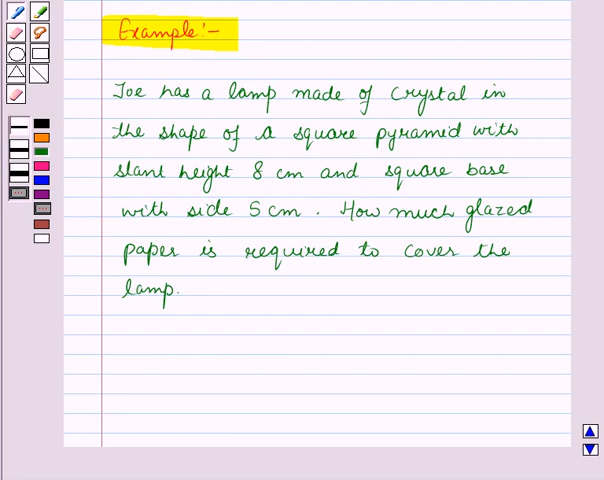 Example:-
Joe has a lamp made of crystal in
the shape of a square pyramid with
slant height 8 cm and square base
with side 5 cm. How much glazed
paper is required to cover the
lamp.